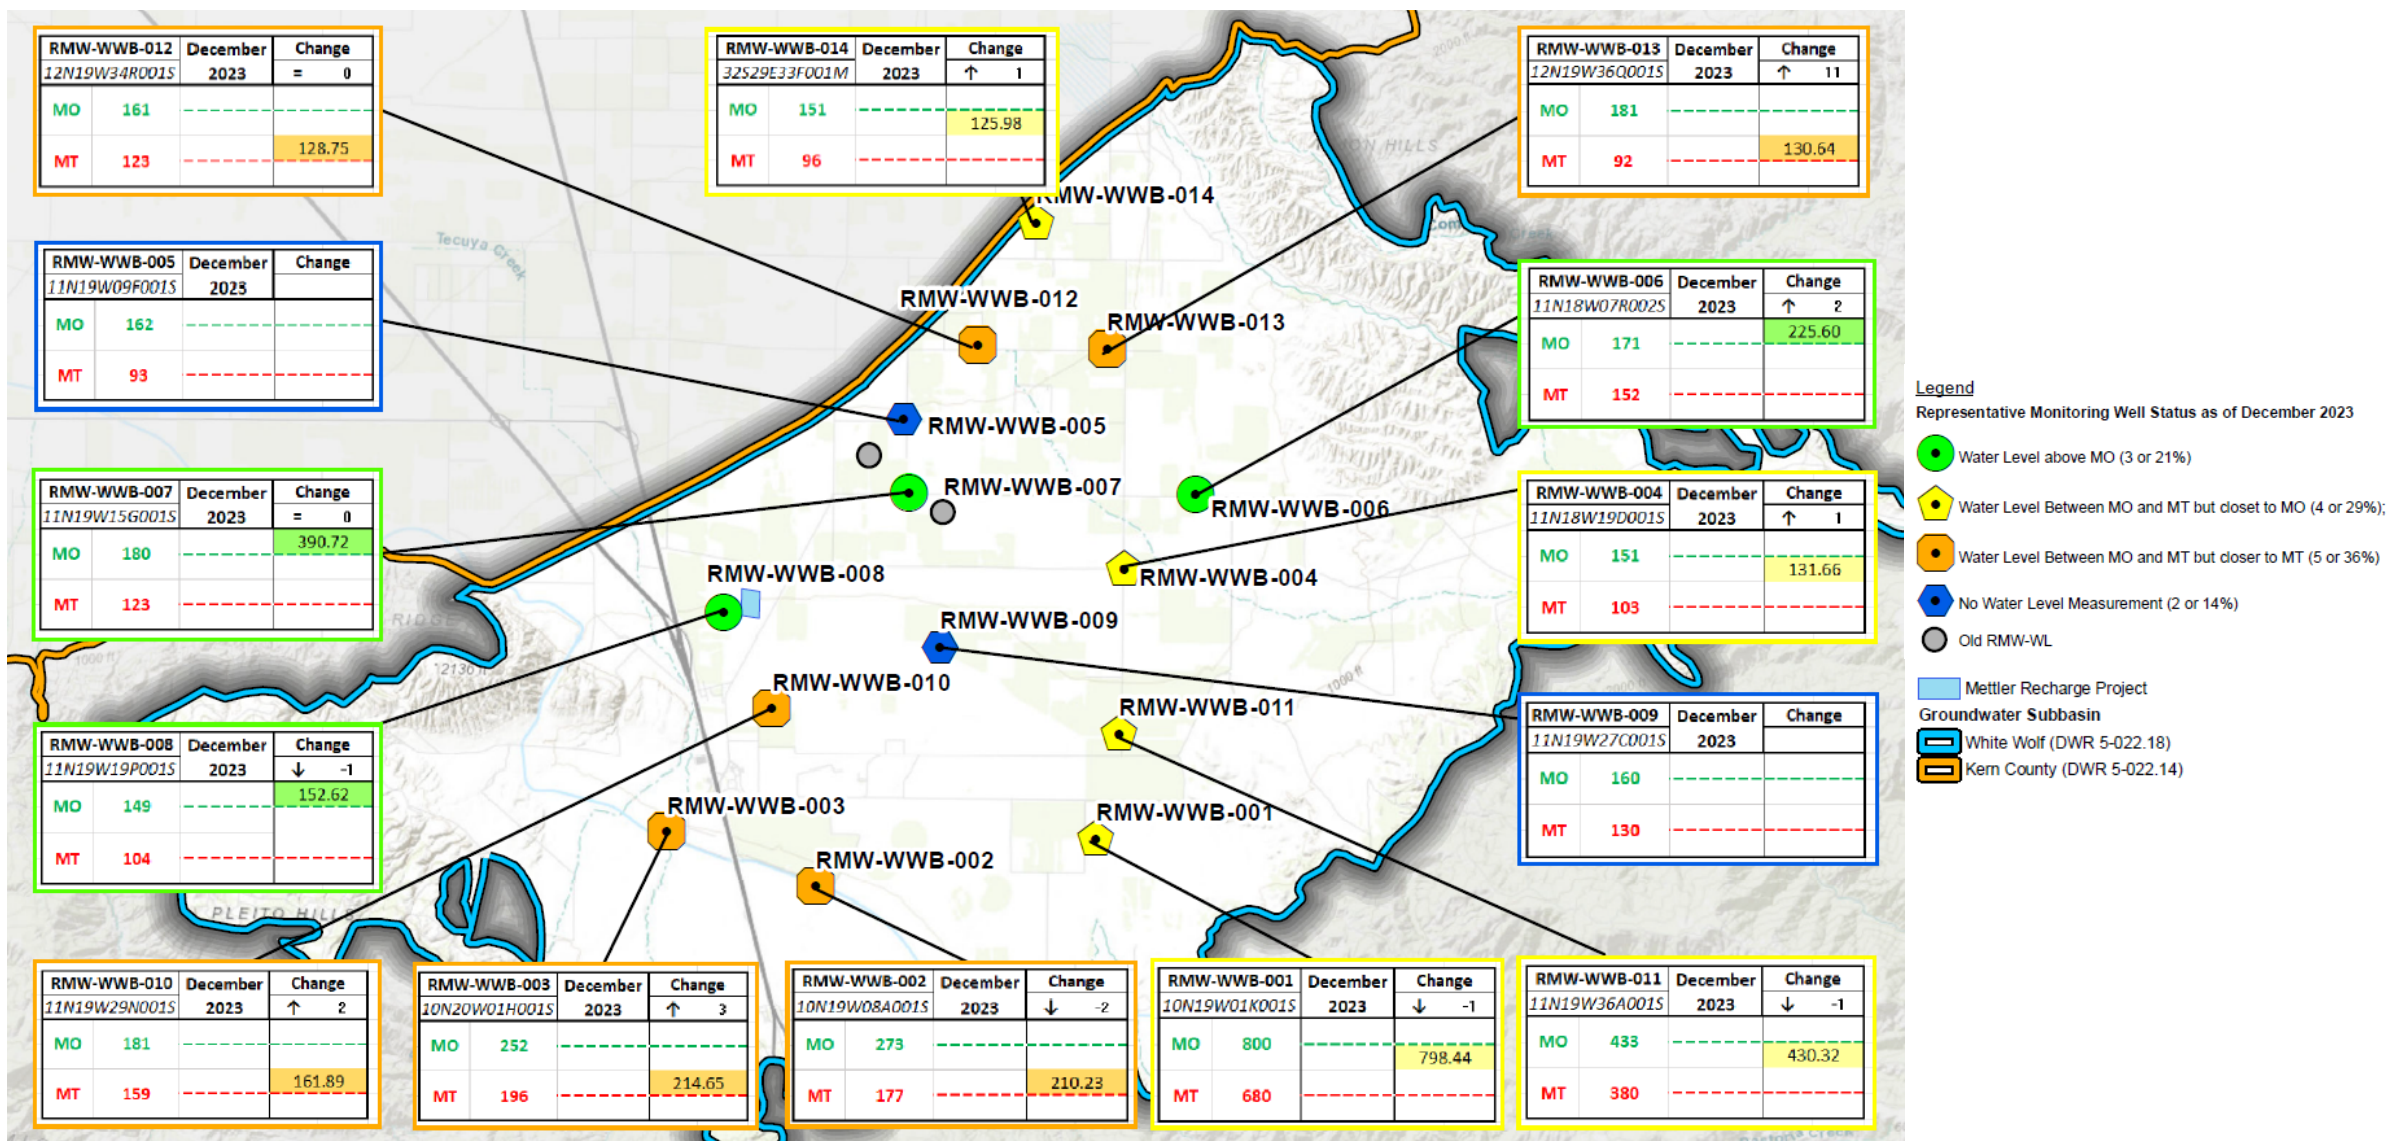 RMW-WWB-012 December Change
12N19W34R001S 2023 = 0
MO 161
128.75
MT 123
RMW-WWB-014 December Change
32S29E33F001M 2023 ↑ 1
MO 151
125.98
MT 96
RMW-WWB-013 December Change
12N19W36Q001S 2023 ↑ 11
MO 181
130.64
MT 92
RMW-WWB-005 December Change
11N19W09F001S 2023
MO 162
MT 93
RMW-WWB-006 December Change
11N18W07R002S 2023 ↑ 2
225.60
MO 171
MT 152
RMW-WWB-007 December Change
11N19W15G001S 2023 = 0
390.72
MO 180
MT 123
RMW-WWB-004 December Change
11N18W19D001S 2023 ↑ 1
MO 151
131.66
MT 103
RMW-WWB-008 December Change
11N19W19P001S 2023 ↓ -1
152.62
MO 149
MT 104
RMW-WWB-009 December Change
11N19W27C001S 2023
MO 160
MT 130
RMW-WWB-010 December Change
11N19W29N001S 2023 ↑ 2
MO 181
161.89
MT 159
RMW-WWB-003 December Change
10N20W01H001S 2023 ↑ 3
MO 252
214.65
MT 196
RMW-WWB-002 December Change
10N19W08A001S 2023 ↓ -2
MO 273
210.23
MT 177
RMW-WWB-001 December Change
10N19W01K001S 2023 ↓ -1
MO 800
798.44
MT 680
RMW-WWB-011 December Change
11N19W36A001S 2023 ↓ -1
MO 433
430.32
MT 380
RMW-WWB-014
RMW-WWB-012
RMW-WWB-013
RMW-WWB-005
RMW-WWB-007
RMW-WWB-006
RMW-WWB-008
RMW-WWB-004
RMW-WWB-009
RMW-WWB-010
RMW-WWB-011
RMW-WWB-003
RMW-WWB-001
RMW-WWB-002
Tecuya Creek
HILLS
2000 ft
Creek
RIDGE
1000 ft
2136 ft
1000 ft
2000 ft
PLEITO HILLS
Legend
Representative Monitoring Well Status as of December 2023
Water Level above MO (3 or 21%)
Water Level Between MO and MT but closet to MO (4 or 29%);
Water Level Between MO and MT but closer to MT (5 or 36%)
No Water Level Measurement (2 or 14%)
Old RMW-WL
Mettler Recharge Project
Groundwater Subbasin
White Wolf (DWR 5-022.18)
Kern County (DWR 5-022.14)